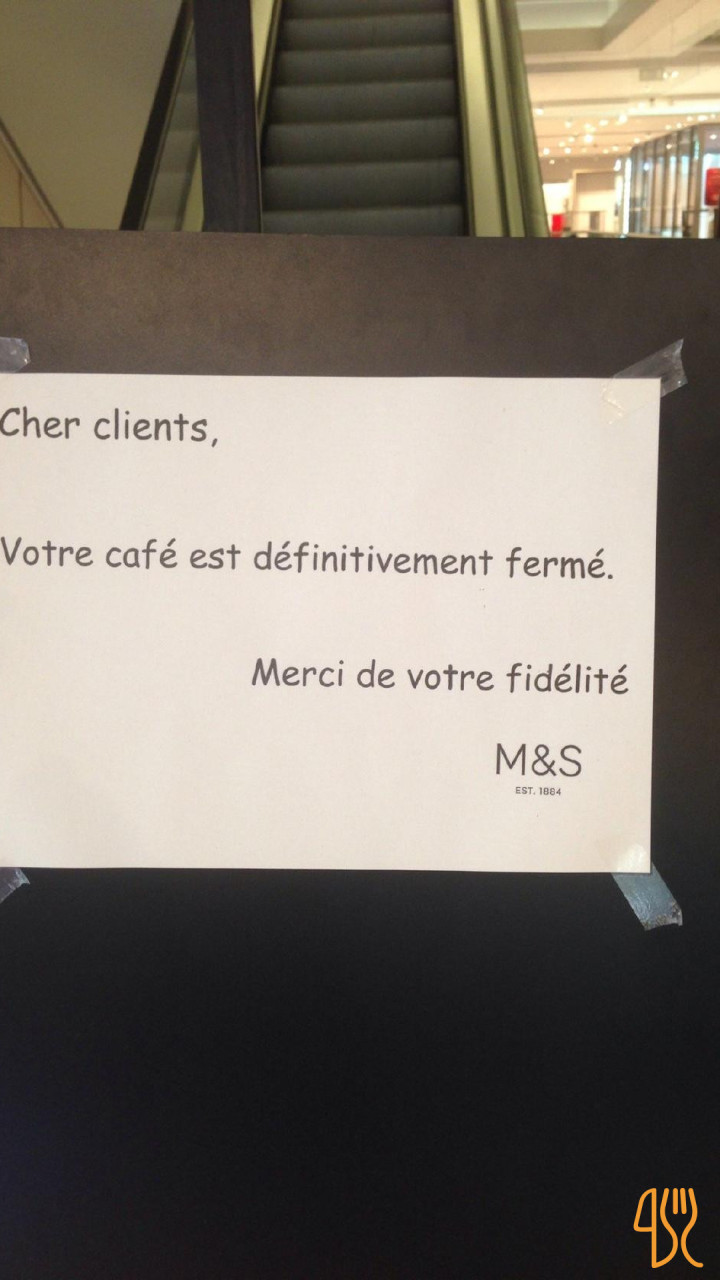 Cher clients,
Votre café est définitivement fermé.
Merci de votre fidélité
M&S
EST. 1884